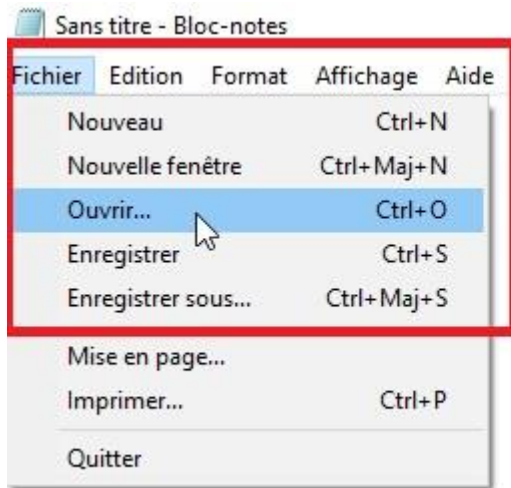 Sans titre - Bloc-notes
Fichier Edition Format Affichage Aide
Nouveau Ctrl+N
Nouvelle fenêtre Ctrl+Maj+N
Ouvrir... Ctrl+O
Enregistrer Ctrl+S
Enregistrer sous... Ctrl+Maj+S
Mise en page...
Imprimer... Ctrl+P
Quitter